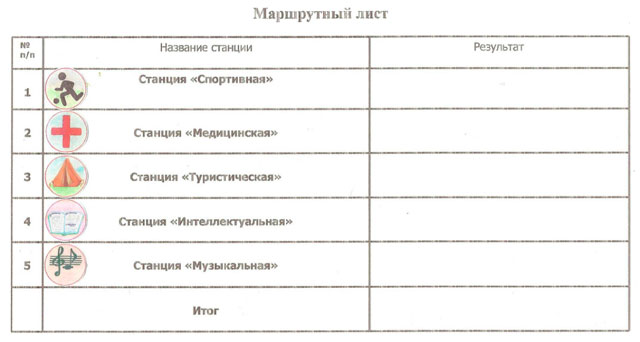 Маршрутный лист
№ п/п Название станции Результат
1 Станция «Спортивная»
2 Станция «Медицинская»
3 Станция «Туристическая»
4 Станция «Интеллектуальная»
5 Станция «Музыкальная»
Итог